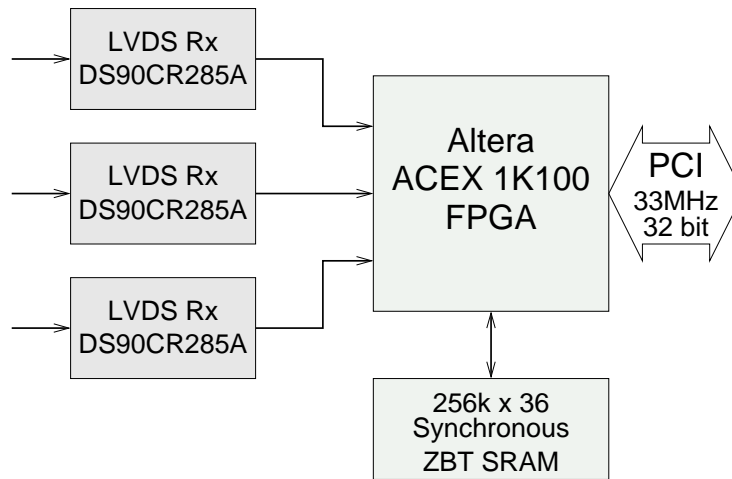 LVDS Rx
DS90CR285A
LVDS Rx
DS90CR285A
LVDS Rx
DS90CR285A
Altera
ACEX 1K100
FPGA
PCI
33MHz
32 bit
256k x 36
Synchronous
ZBT SRAM